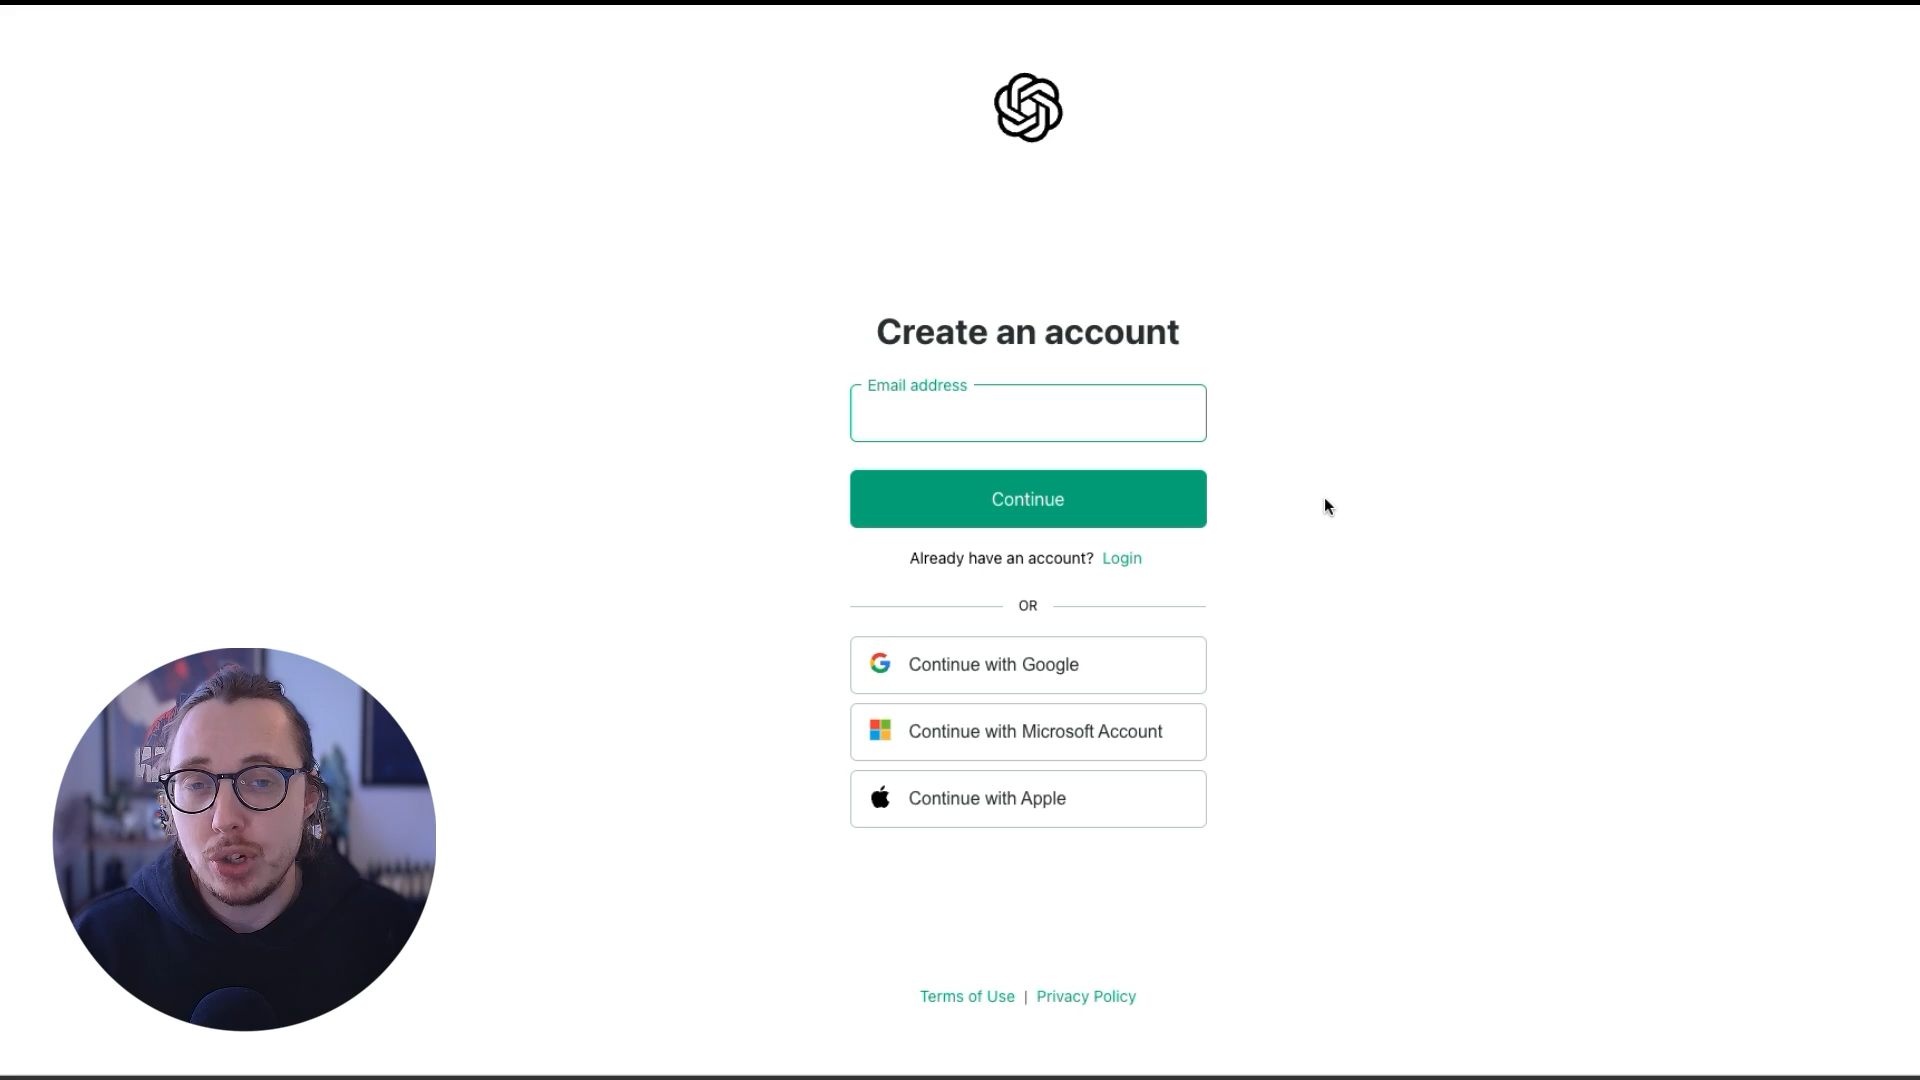 Create an account
Email address
Continue
Already have an account? Login
OR
Continue with Google
Continue with Microsoft Account
Continue with Apple
Terms of Use | Privacy Policy